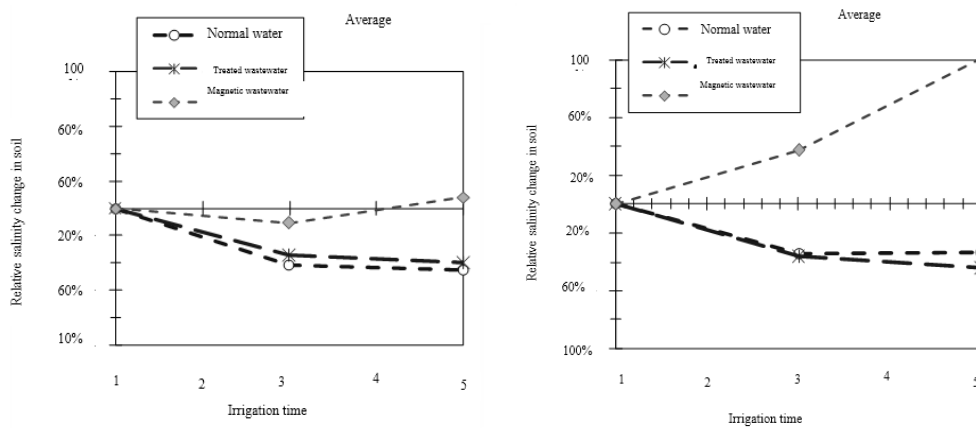 Average
Normal water
Treated wastewater
Magnetic wastewater
100
60%
60%
20%
60%
10%
Relative salinity change in soil
1 2 3 4 5
Irrigation time
Average
Normal water
Treated wastewater
Magnetic wastewater
100
60%
20%
20%
60%
100%
Relative salinity change in soil
1 2 3 4 5
Irrigation time